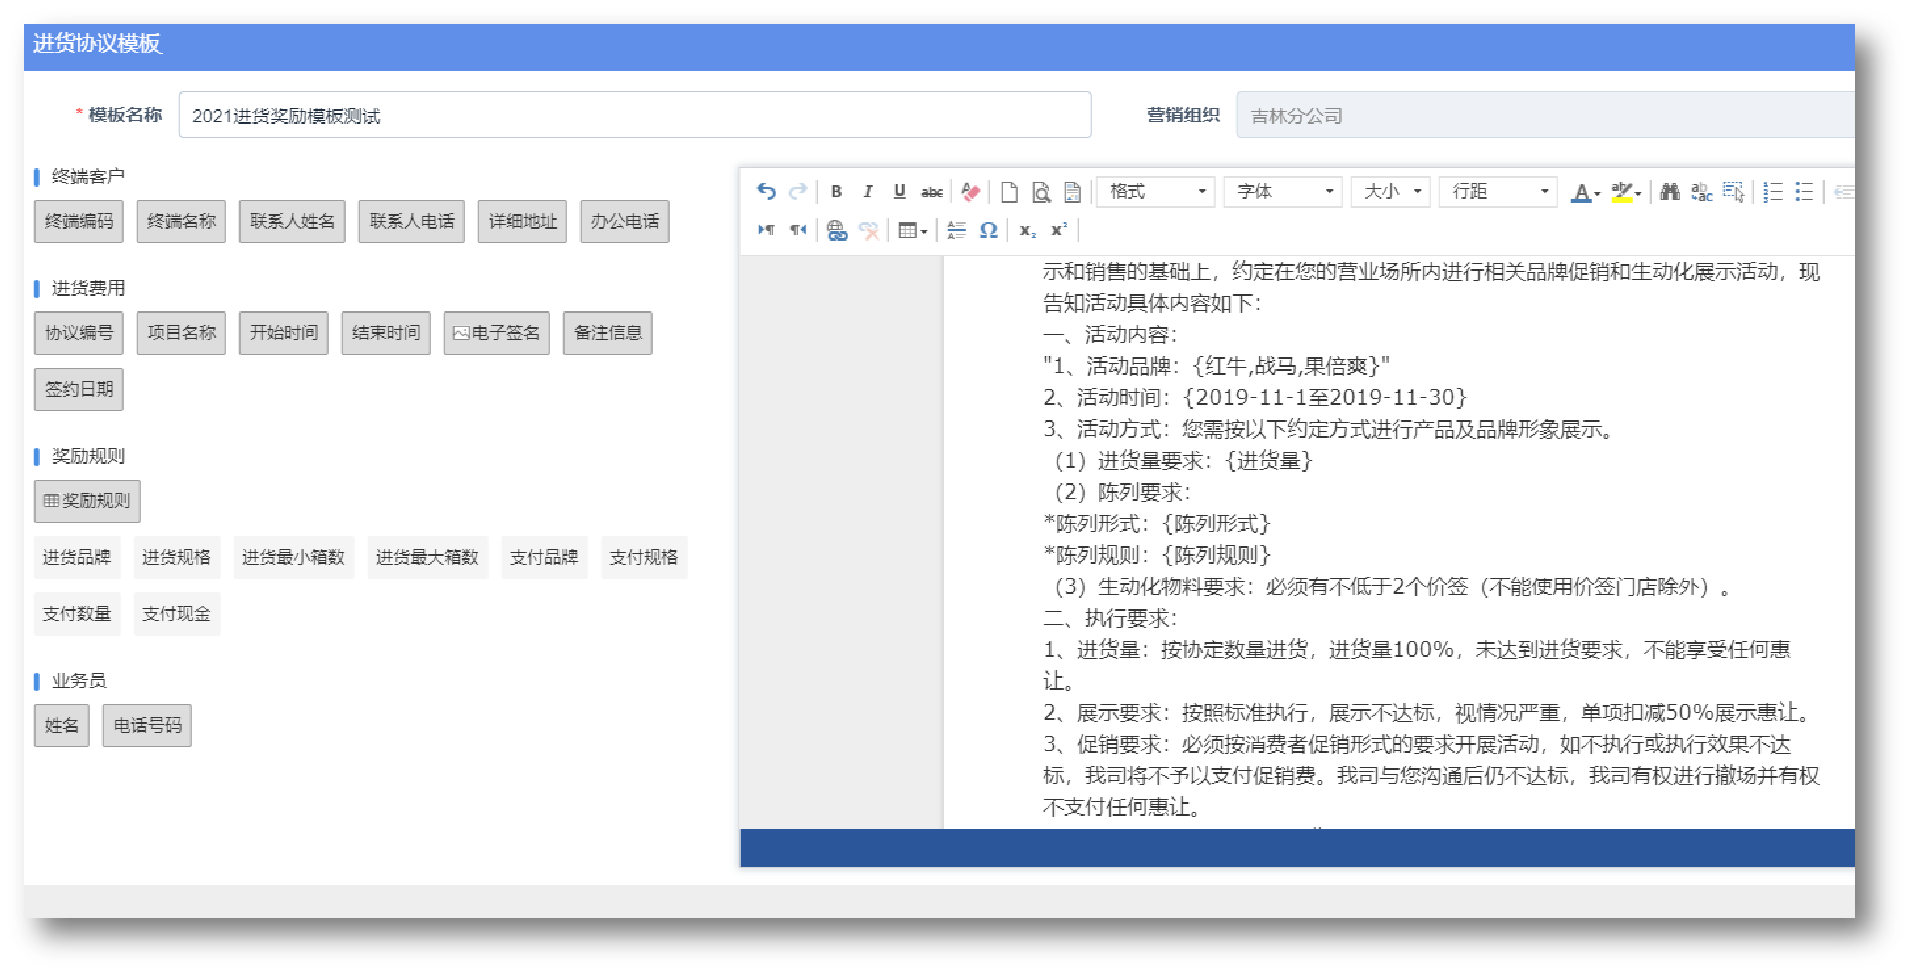 进货协议模板
* 模板名称 2021进货奖励模板测试 营销组织 吉林分公司
终端客户
终端编码 终端名称 联系人姓名 联系人电话 详细地址 办公电话
进货费用
协议编号 项目名称 开始时间 结束时间 电子签名 备注信息
签约日期
奖励规则
奖励规则
进货品牌 进货规格 进货最小箱数 进货最大箱数 支付品牌 支付规格
支付数量 支付现金
业务员
姓名 电话号码
B I U abc 格式 字体 大小 行距 A ab ab ac
Ω x₂ x²
示和销售的基础上，约定在您的营业场所内进行相关品牌促销和生动化展示活动，现
告知活动具体内容如下：
一、活动内容：
"1、活动品牌：{红牛,战马,果倍爽}"
2、活动时间：{2019-11-1至2019-11-30}
3、活动方式：您需按以下约定方式进行产品及品牌形象展示。
（1）进货量要求：{进货量}
（2）陈列要求：
*陈列形式：{陈列形式}
*陈列规则：{陈列规则}
（3）生动化物料要求：必须有不低于2个价签（不能使用价签门店除外）。
二、执行要求：
1、进货量：按协定数量进货，进货量100%，未达到进货要求，不能享受任何惠
让。
2、展示要求：按照标准执行，展示不达标，视情况严重，单项扣减50%展示惠让。
3、促销要求：必须按消费者促销形式的要求开展活动，如不执行或执行效果不达
标，我司将不予以支付促销费。我司与您沟通后仍不达标，我司有权进行撤场并有权
不支付任何惠让。